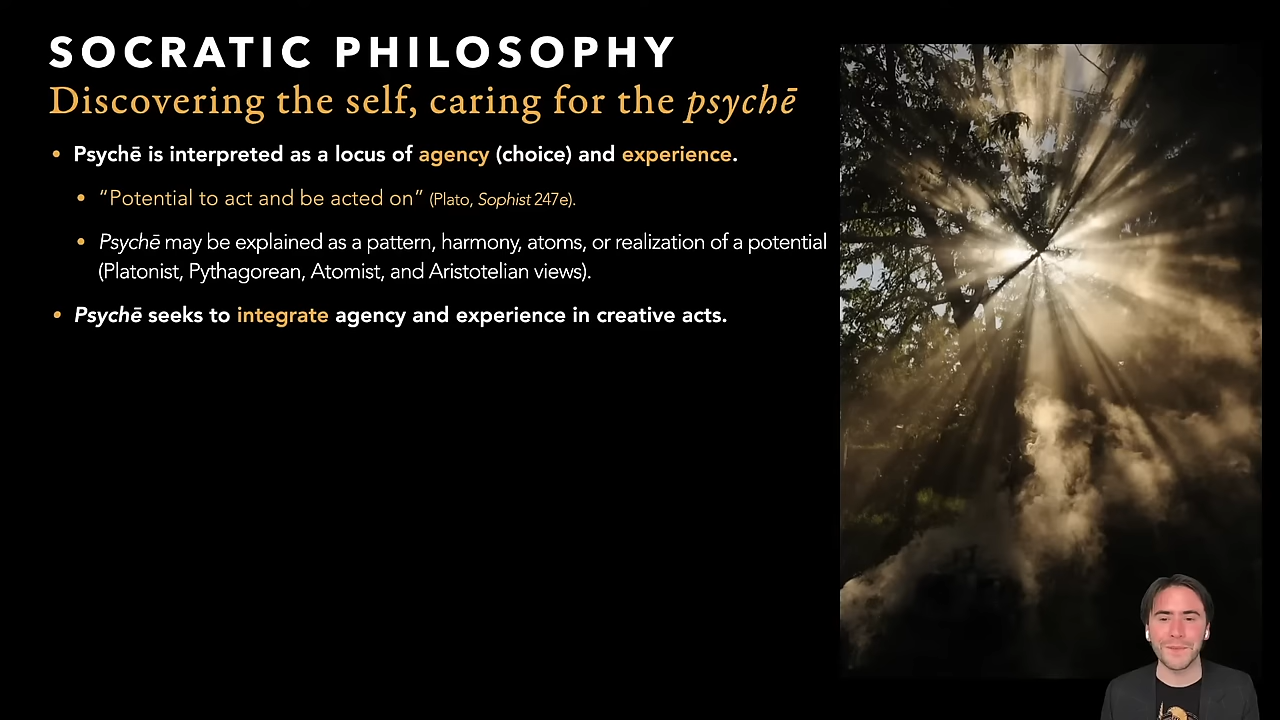 SOCRATIC PHILOSOPHY
Discovering the self, caring for the psychē
• Psychē is interpreted as a locus of agency (choice) and experience.
• “Potential to act and be acted on” (Plato, Sophist 247e).
• Psychē may be explained as a pattern, harmony, atoms, or realization of a potential
(Platonist, Pythagorean, Atomist, and Aristotelian views).
• Psychē seeks to integrate agency and experience in creative acts.